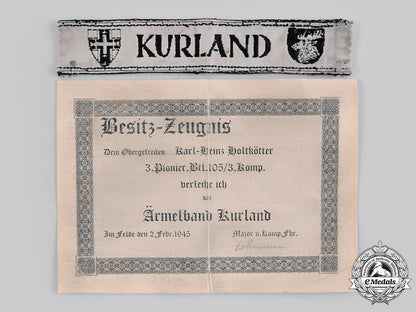 KURLAND
Besitz-Zeugnis
Dem Obergefreiten Karl-Heinz Holtkötter
3.Pionier.Btl.105/3.Komp.
verleihe ich
das
Ärmelband Kurland
Im Felde den 2.Febr.1945 Major u.Komp.Fhr.
eMedals